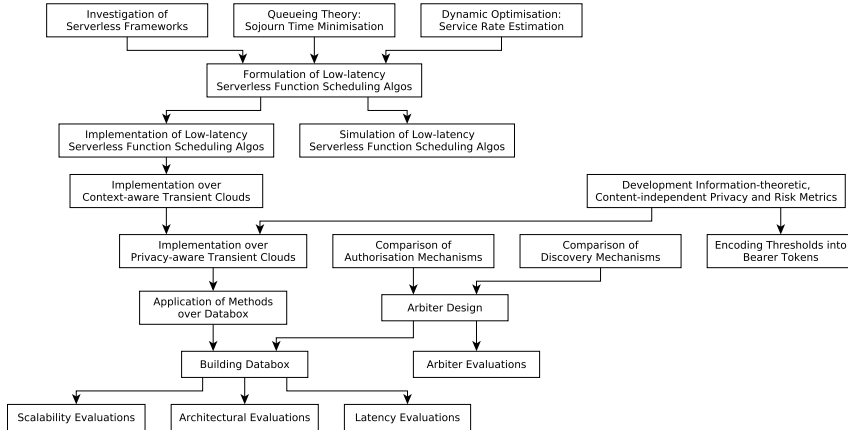 Investigation of
Serverless Frameworks
Queueing Theory:
Sojourn Time Minimisation
Dynamic Optimisation:
Service Rate Estimation
Formulation of Low-latency
Serverless Function Scheduling Algos
Implementation of Low-latency
Serverless Function Scheduling Algos
Simulation of Low-latency
Serverless Function Scheduling Algos
Implementation over
Context-aware Transient Clouds
Development Information-theoretic,
Content-independent Privacy and Risk Metrics
Implementation over
Privacy-aware Transient Clouds
Comparison of
Authorisation Mechanisms
Comparison of
Discovery Mechanisms
Encoding Thresholds into
Bearer Tokens
Application of Methods
over Databox
Arbiter Design
Building Databox
Arbiter Evaluations
Scalability Evaluations
Architectural Evaluations
Latency Evaluations